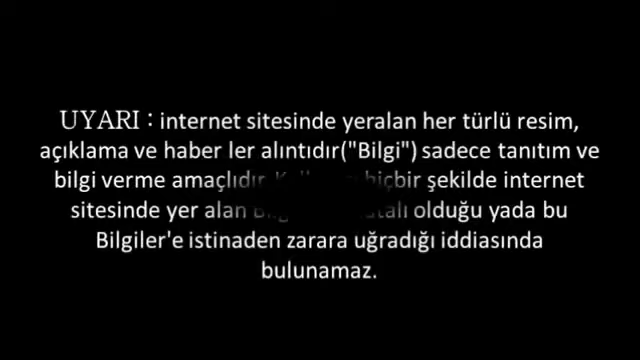 UYARI : internet sitesinde yeralan her türlü resim,
açıklama ve haber ler alıntıdır("Bilgi") sadece tanıtım ve
bilgi verme amaçlıdır. hiçbir şekilde internet
sitesinde yer alan olduğu yada bu
Bilgiler'e istinaden zarara uğradığı iddiasında
bulunamaz.